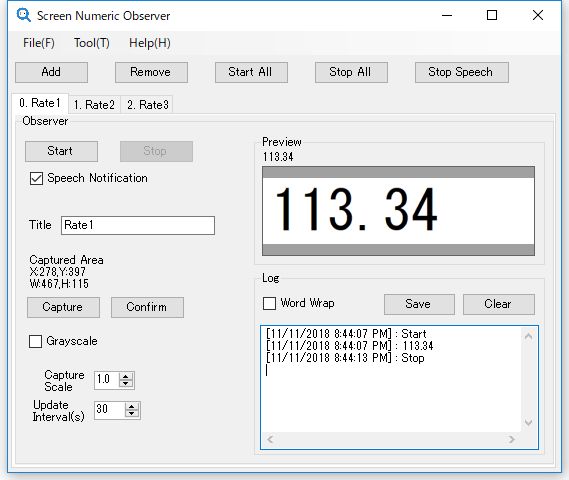 Screen Numeric Observer
File(F) Tool(T) Help(H)
Add Remove Start All Stop All Stop Speech
0. Rate1 1. Rate2 2. Rate3
Observer
Start Stop
Speech Notification
Title Rate1
Captured Area
X:278,Y:397
W:467,H:115
Capture Confirm
Grayscale
Capture Scale 1.0
Update Interval(s) 30
Preview
113.34
113.34
Log
Word Wrap Save Clear
[11/11/2018 8:44:07 PM] : Start
[11/11/2018 8:44:07 PM] : 113.34
[11/11/2018 8:44:13 PM] : Stop